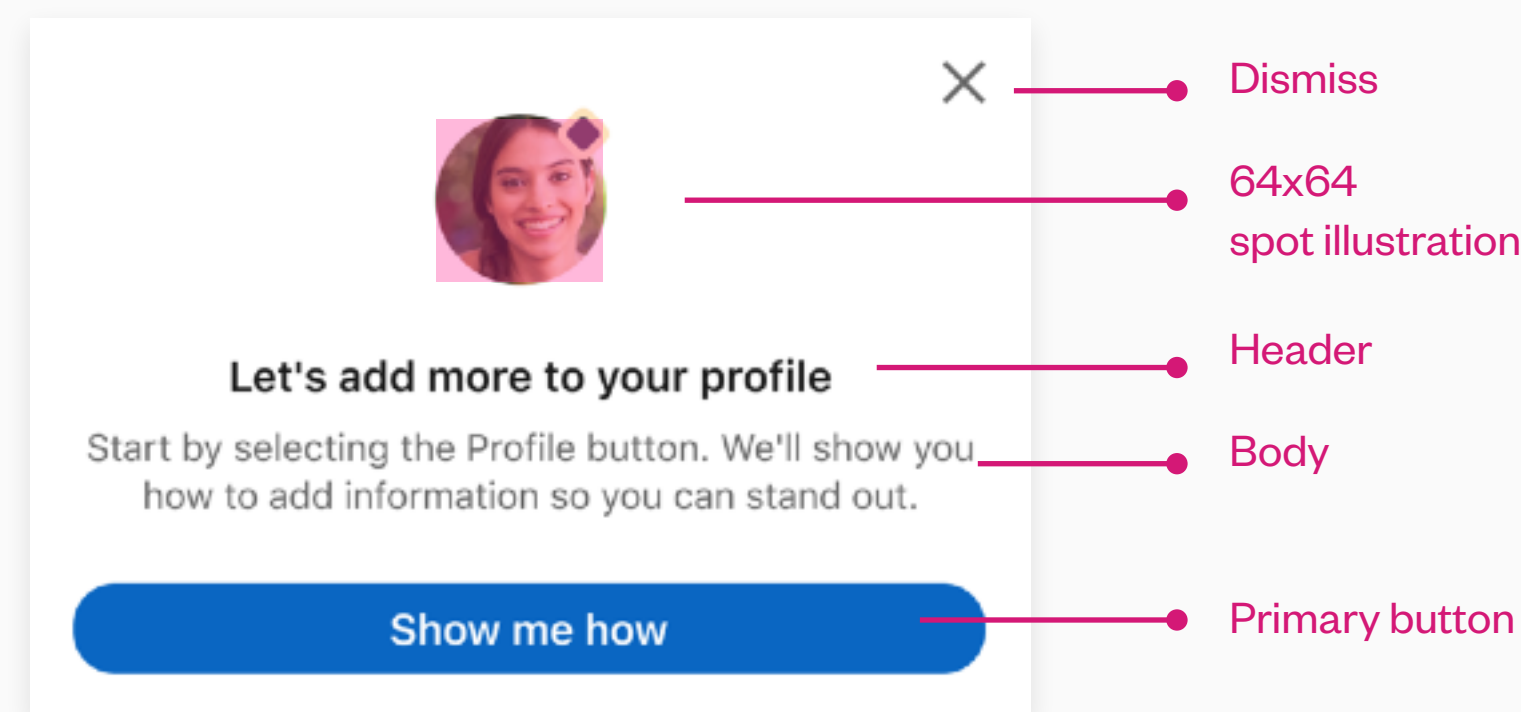 Dismiss
64x64
spot illustration
Let's add more to your profile
Header
Start by selecting the Profile button. We'll show you
how to add information so you can stand out.
Body
Show me how
Primary button